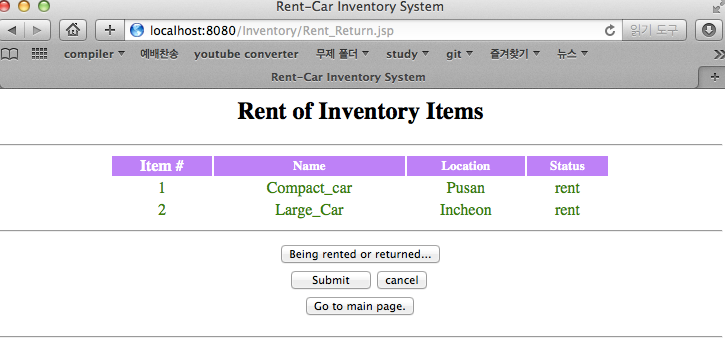 Rent-Car Inventory System
localhost:8080/Inventory/Rent_Return.jsp 읽기 도구
compiler 예배찬송 youtube converter 무제 폴더 study git 즐겨찾기 뉴스
Rent-Car Inventory System
Rent of Inventory Items
Item # Name Location Status
1 Compact_car Pusan rent
2 Large_Car Incheon rent
Being rented or returned...
Submit cancel
Go to main page.